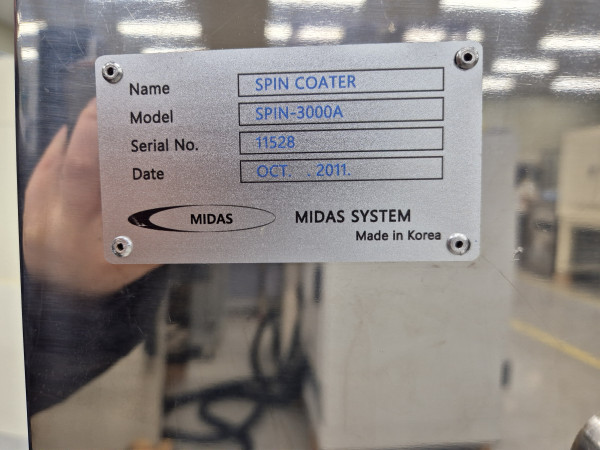 Name SPIN COATER
Model SPIN-3000A
Serial No. 11528
Date OCT. . 2011.
MIDAS MIDAS SYSTEM
Made in Korea